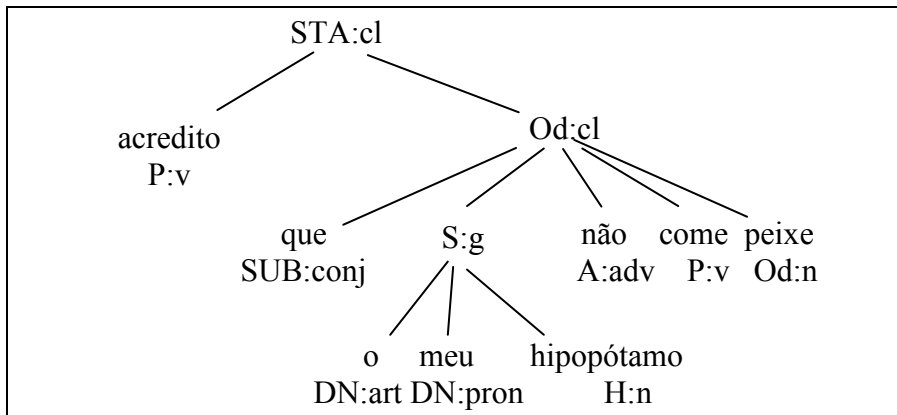 STA:cl
acredito
P:v
Od:cl
que
SUB:conj
S:g
não come peixe
A:adv P:v Od:n
o meu hipopótamo
DN:art DN:pron H:n